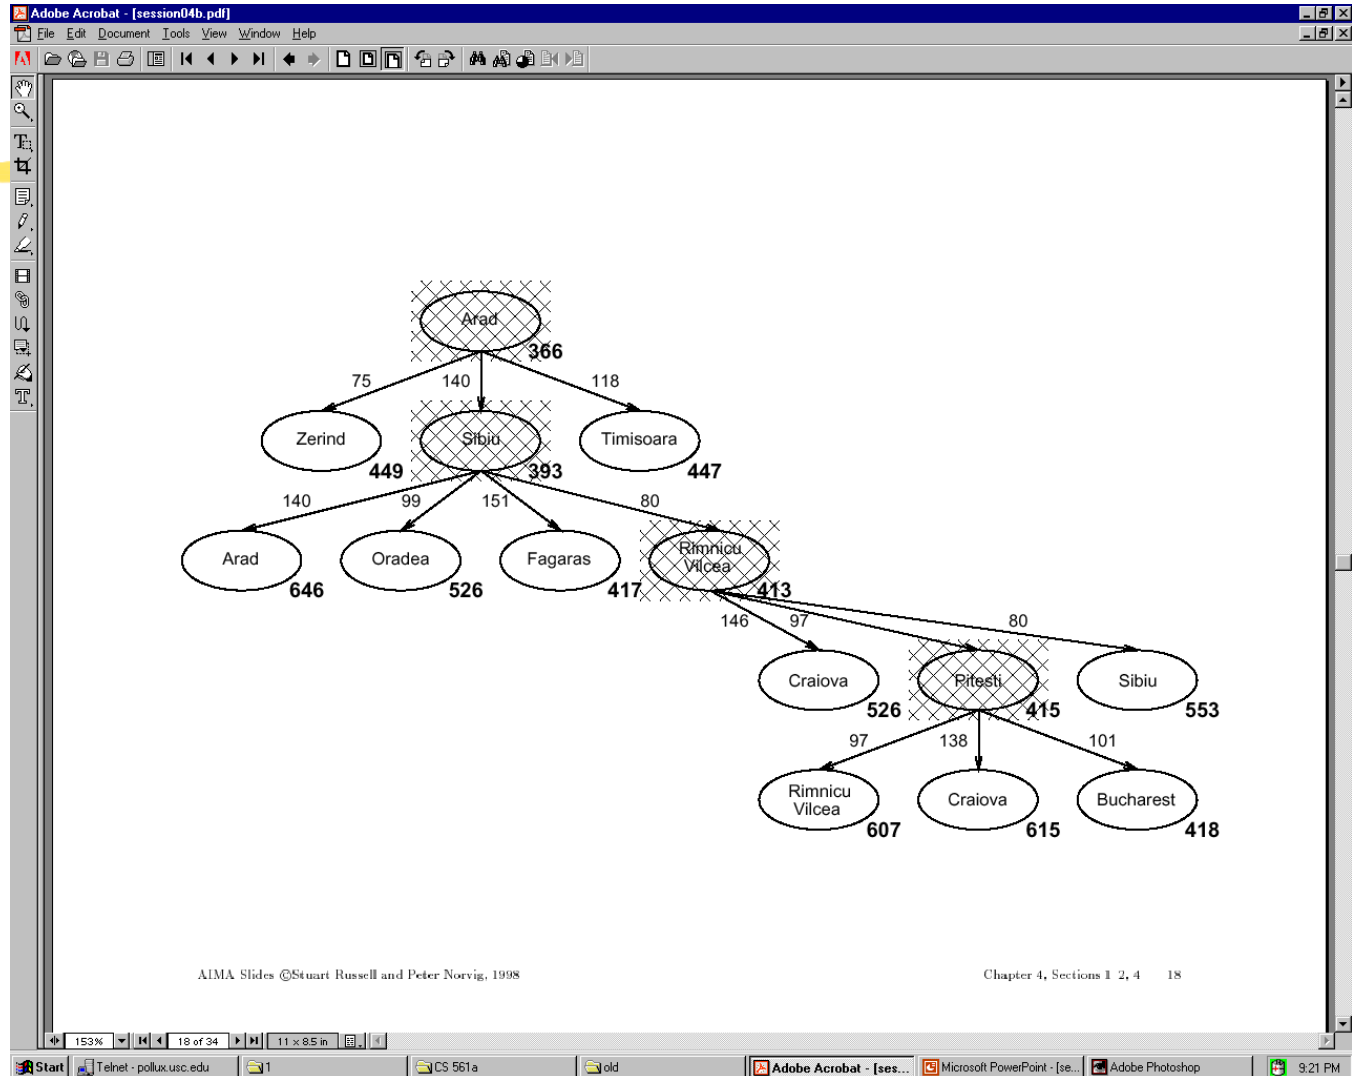 Adobe Acrobat - [session04b.pdf]
File Edit Document Tools View Window Help
Arad
366
75 140 118
Zerind Sibiu Timisoara
449 393 447
140 99 151 80
Arad Oradea Fagaras Rimnicu Vilcea
646 526 417 413
146 97 80
Craiova Pitesti Sibiu
526 415 553
97 138 101
Rimnicu Vilcea Craiova Bucharest
607 615 418
AIMA Slides ©Stuart Russell and Peter Norvig, 1998 Chapter 4, Sections 1 2, 4 18
153% 18 of 34 11 x 8.5 in
Start Telnet - pollux.usc.edu 1 CS 561a old Adobe Acrobat - [ses... Microsoft PowerPoint - [se... Adobe Photoshop 9:21 PM